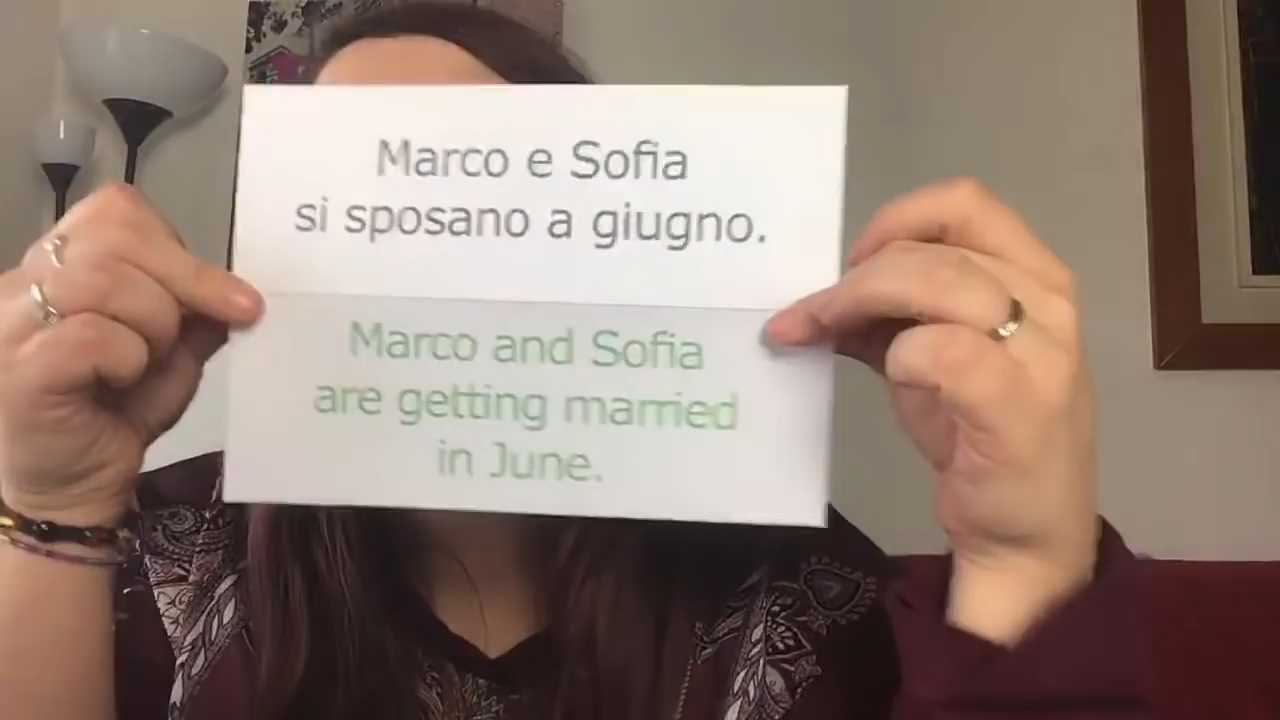 Marco e Sofia
si sposano a giugno.
Marco and Sofia
are getting married
in June.